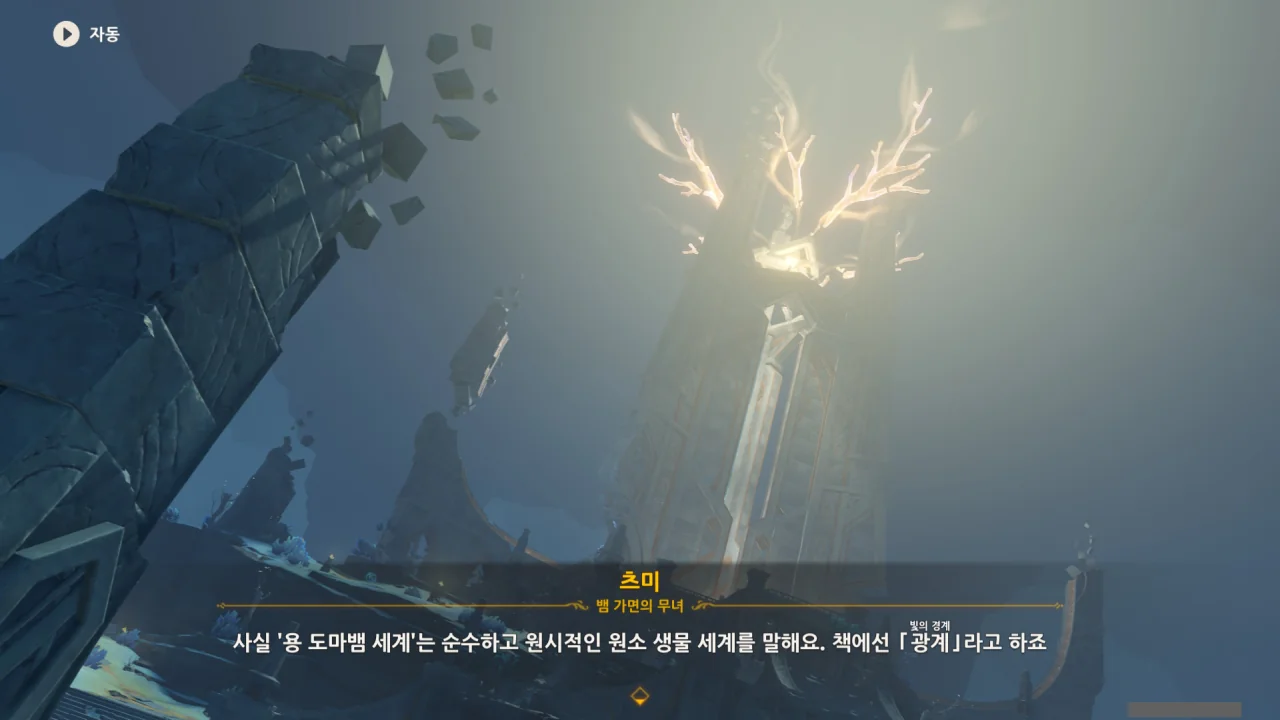 자동
츠미
뱀 가면의 무녀
빛의 경계
사실 '용 도마뱀 세계'는 순수하고 원시적인 원소 생물 세계를 말해요. 책에선 「광계」라고 하죠